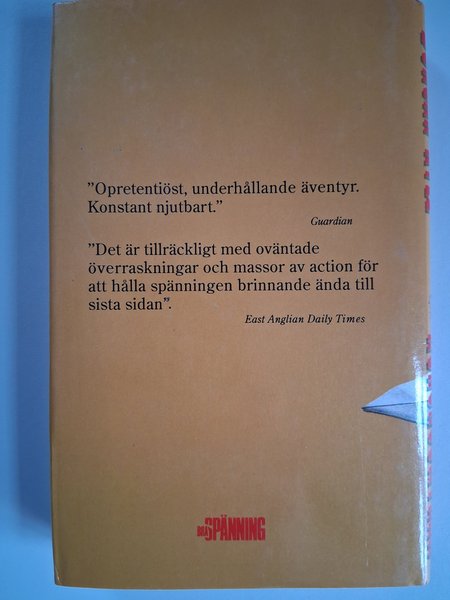 ”Opretentiöst, underhållande äventyr.
Konstant njutbart.”
Guardian
”Det är tillräckligt med oväntade
överraskningar och massor av action för
att hålla spänningen brinnande ända till
sista sidan”.
East Anglian Daily Times
SPÄNNING